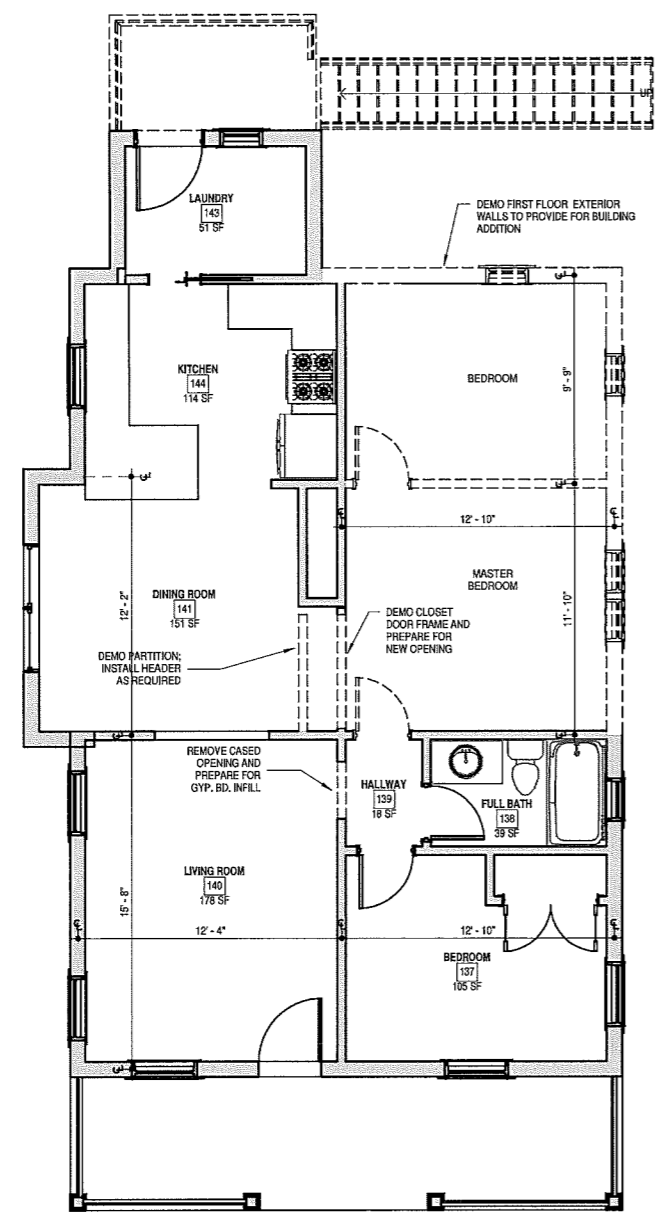 UP
DEMO FIRST FLOOR EXTERIOR
WALLS TO PROVIDE FOR BUILDING
ADDITION
LAUNDRY
143
51 SF
KITCHEN
144
114 SF
BEDROOM
9' - 9"
12' - 10"
MASTER
BEDROOM
11' - 10"
DINING ROOM
141
151 SF
12' - 2"
DEMO CLOSET
DOOR FRAME AND
PREPARE FOR
NEW OPENING
DEMO PARTITION;
INSTALL HEADER
AS REQUIRED
REMOVE CASED
OPENING AND
PREPARE FOR
GYP. BD. INFILL
HALLWAY
139
18 SF
FULL BATH
138
39 SF
LIVING ROOM
140
178 SF
15' - 8"
12' - 4"
12' - 10"
BEDROOM
137
105 SF